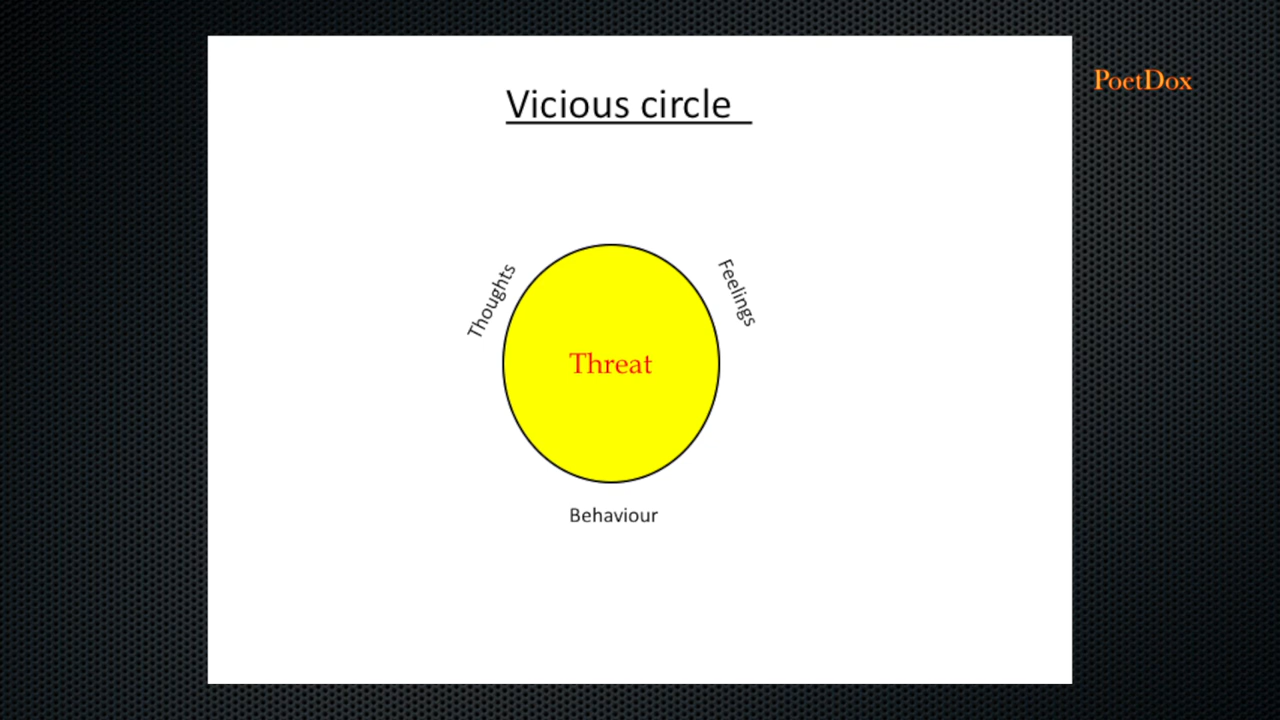 Vicious circle
PoetDox
Thoughts
Feelings
Threat
Behaviour